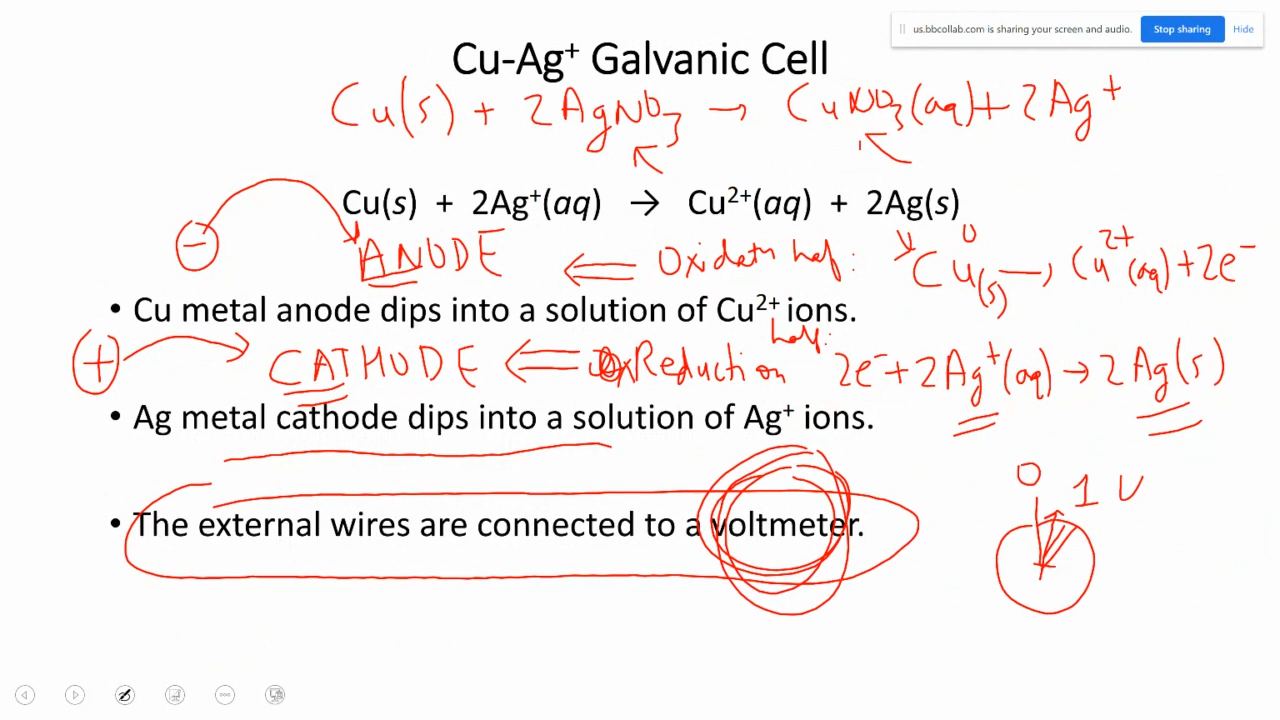 us.bbcollab.com is sharing your screen and audio. Stop sharing Hide
Cu-Ag⁺ Galvanic Cell
Cu(s) + 2AgNO3 → CuNO3(aq) + 2Ag⁺
Cu(s) + 2Ag⁺(aq) → Cu²⁺(aq) + 2Ag(s)
−
ANODE ⇐ Oxidatn half: Cu⁰(s) → Cu²⁺(aq) + 2e⁻
• Cu metal anode dips into a solution of Cu²⁺ ions.
+ CATHODE ⇐ Reduction half: 2e⁻ + 2Ag⁺(aq) → 2Ag(s)
• Ag metal cathode dips into a solution of Ag⁺ ions.
0 1 V
• The external wires are connected to a voltmeter.